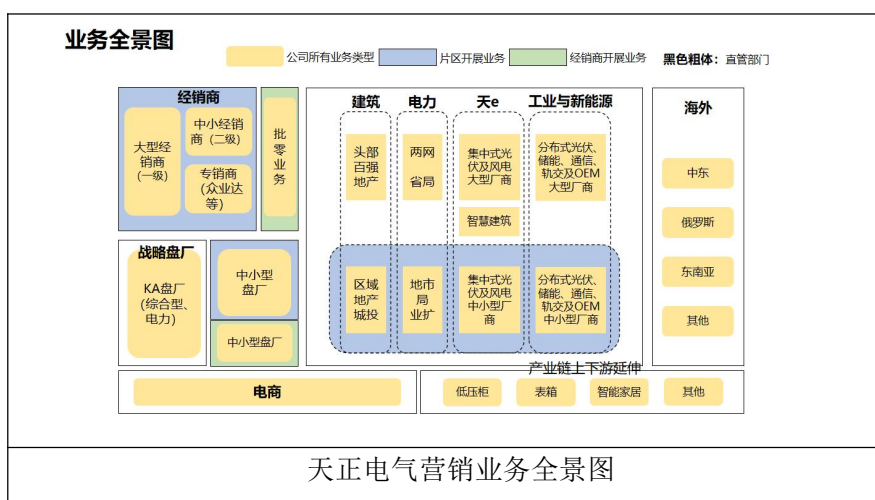 业务全景图
公司所有业务类型
片区开展业务
经销商开展业务
黑色粗体：直管部门
经销商
大型经
销商
(一级)
中小经销
商 (二级)
专销商
(众业达
等)
批
零
业
务
战略盘厂
KA盘厂
(综合型、
电力)
中小型
盘厂
中小型盘厂
建筑
头部
百强
地产
区域
地产
城投
电力
两网
省局
地市
局
业扩
天e
集中式光
伏及风电
大型厂商
智慧建筑
集中式光
伏及风电
中小型厂
商
工业与新能源
分布式光伏、
储能、通信、
轨交及OEM
大型厂商
分布式光伏、
储能、通信、
轨交及OEM
中小型厂商
海外
中东
俄罗斯
东南亚
其他
电商
产业链上下游延伸
低压柜
表箱
智能家居
其他
天正电气营销业务全景图